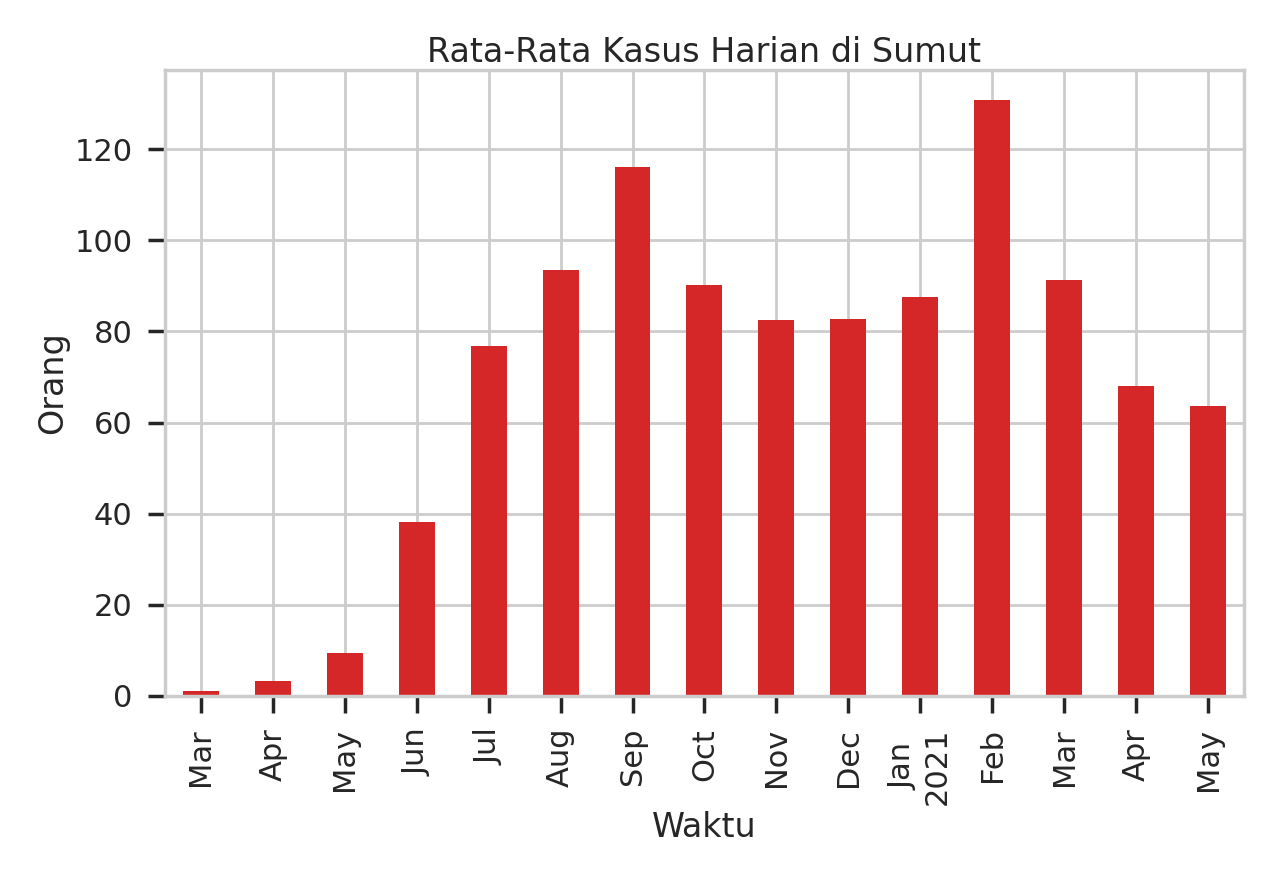 Rata-Rata Kasus Harian di Sumut
Orang
120
100
80
60
40
20
0
Mar
Apr
May
Jun
Jul
Aug
Sep
Oct
Nov
Dec
Jan
2021
Feb
Mar
Apr
May
Waktu